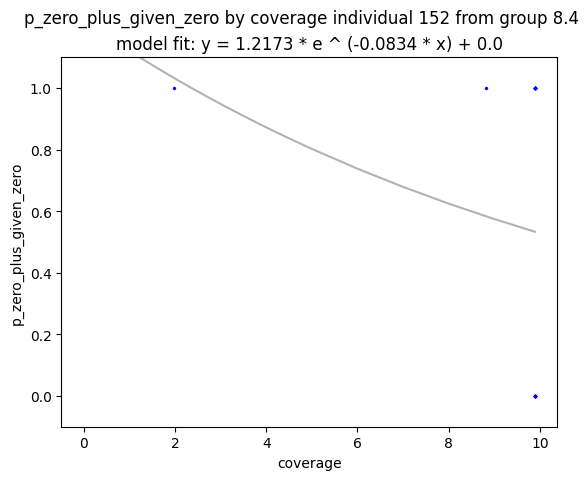 p_zero_plus_given_zero by coverage individual 152 from group 8.4
model fit: y = 1.2173 * e ^ (-0.0834 * x) + 0.0
1.0
0.8
0.6
0.4
0.2
0.0
p_zero_plus_given_zero
0 2 4 6 8 10
coverage